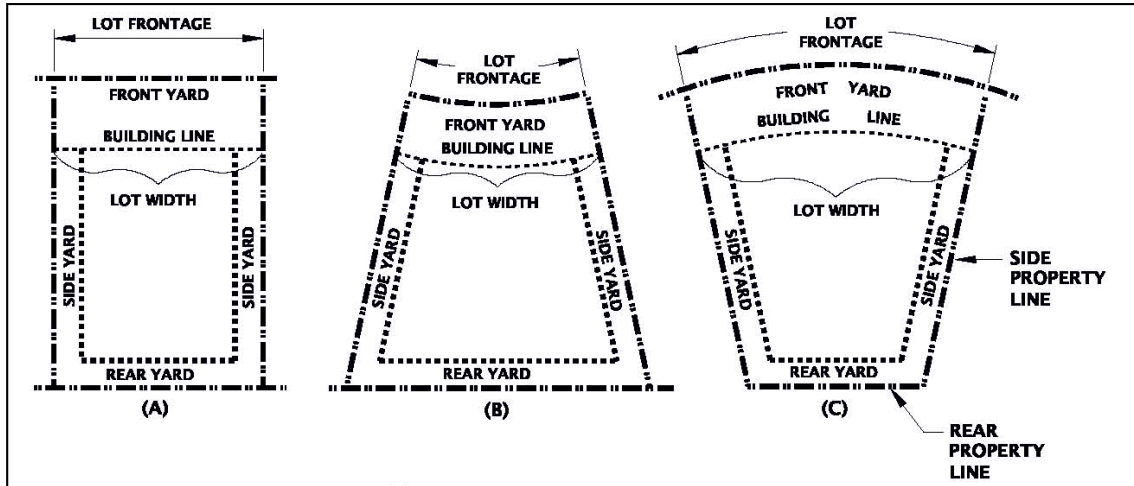 LOT FRONTAGE
FRONT YARD
BUILDING LINE
LOT WIDTH
SIDE YARD
SIDE YARD
REAR YARD
(A)
LOT
FRONTAGE
FRONT YARD
BUILDING LINE
LOT WIDTH
SIDE YARD
SIDE YARD
REAR YARD
(B)
LOT
FRONTAGE
FRONT YARD
BUILDING LINE
LOT WIDTH
SIDE YARD
SIDE YARD
REAR YARD
(C)
SIDE
PROPERTY
LINE
REAR
PROPERTY
LINE